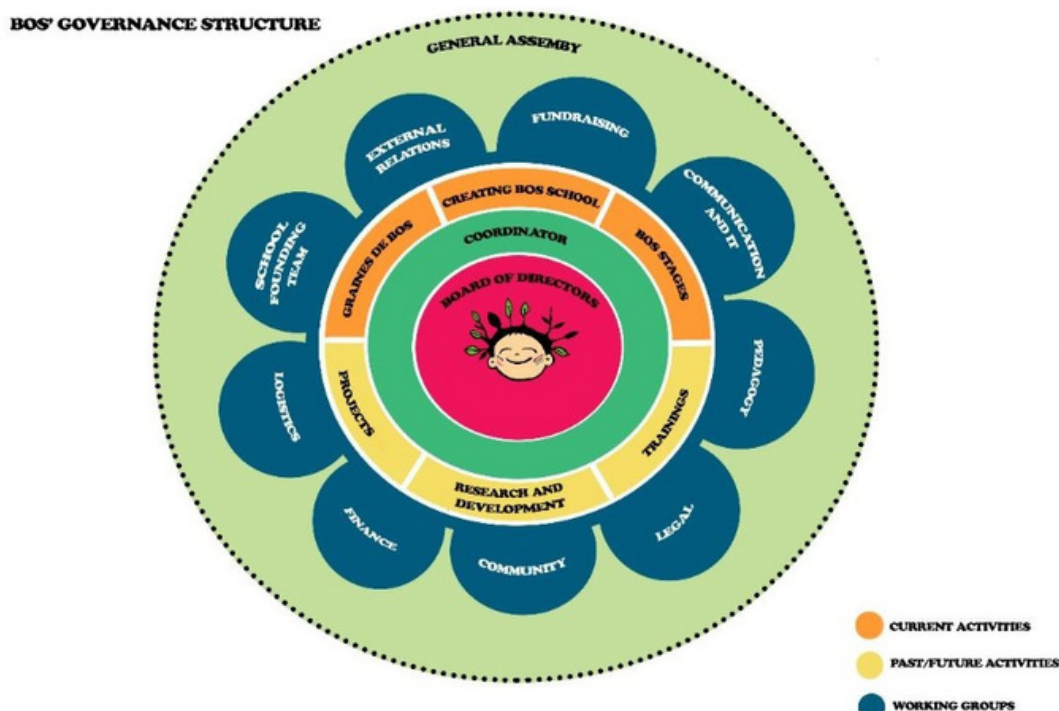 BOS' GOVERNANCE STRUCTURE
GENERAL ASSEMBY
EXTERNAL
RELATIONS
FUNDRAISING
COMMUNICATION
AND IT
SCHOOL
FOUNDING
TEAM
GRAINES DE BOS
CREATING BOS SCHOOL
BOS STAGES
COORDINATOR
BOARD OF DIRECTORS
PEDAGOGY
LOGISTICS
PROJECTS
TRAININGS
RESEARCH AND
DEVELOPMENT
FINANCE
COMMUNITY
LEGAL
CURRENT ACTIVITIES
PAST/FUTURE ACTIVITIES
WORKING GROUPS